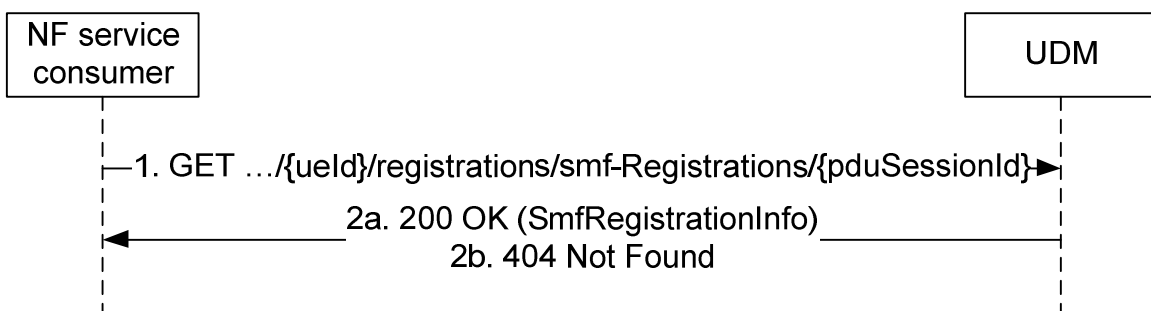 NF service
consumer
UDM
1. GET …/{ueId}/registrations/smf-Registrations/{pduSessionId}
2a. 200 OK (SmfRegistrationInfo)
2b. 404 Not Found